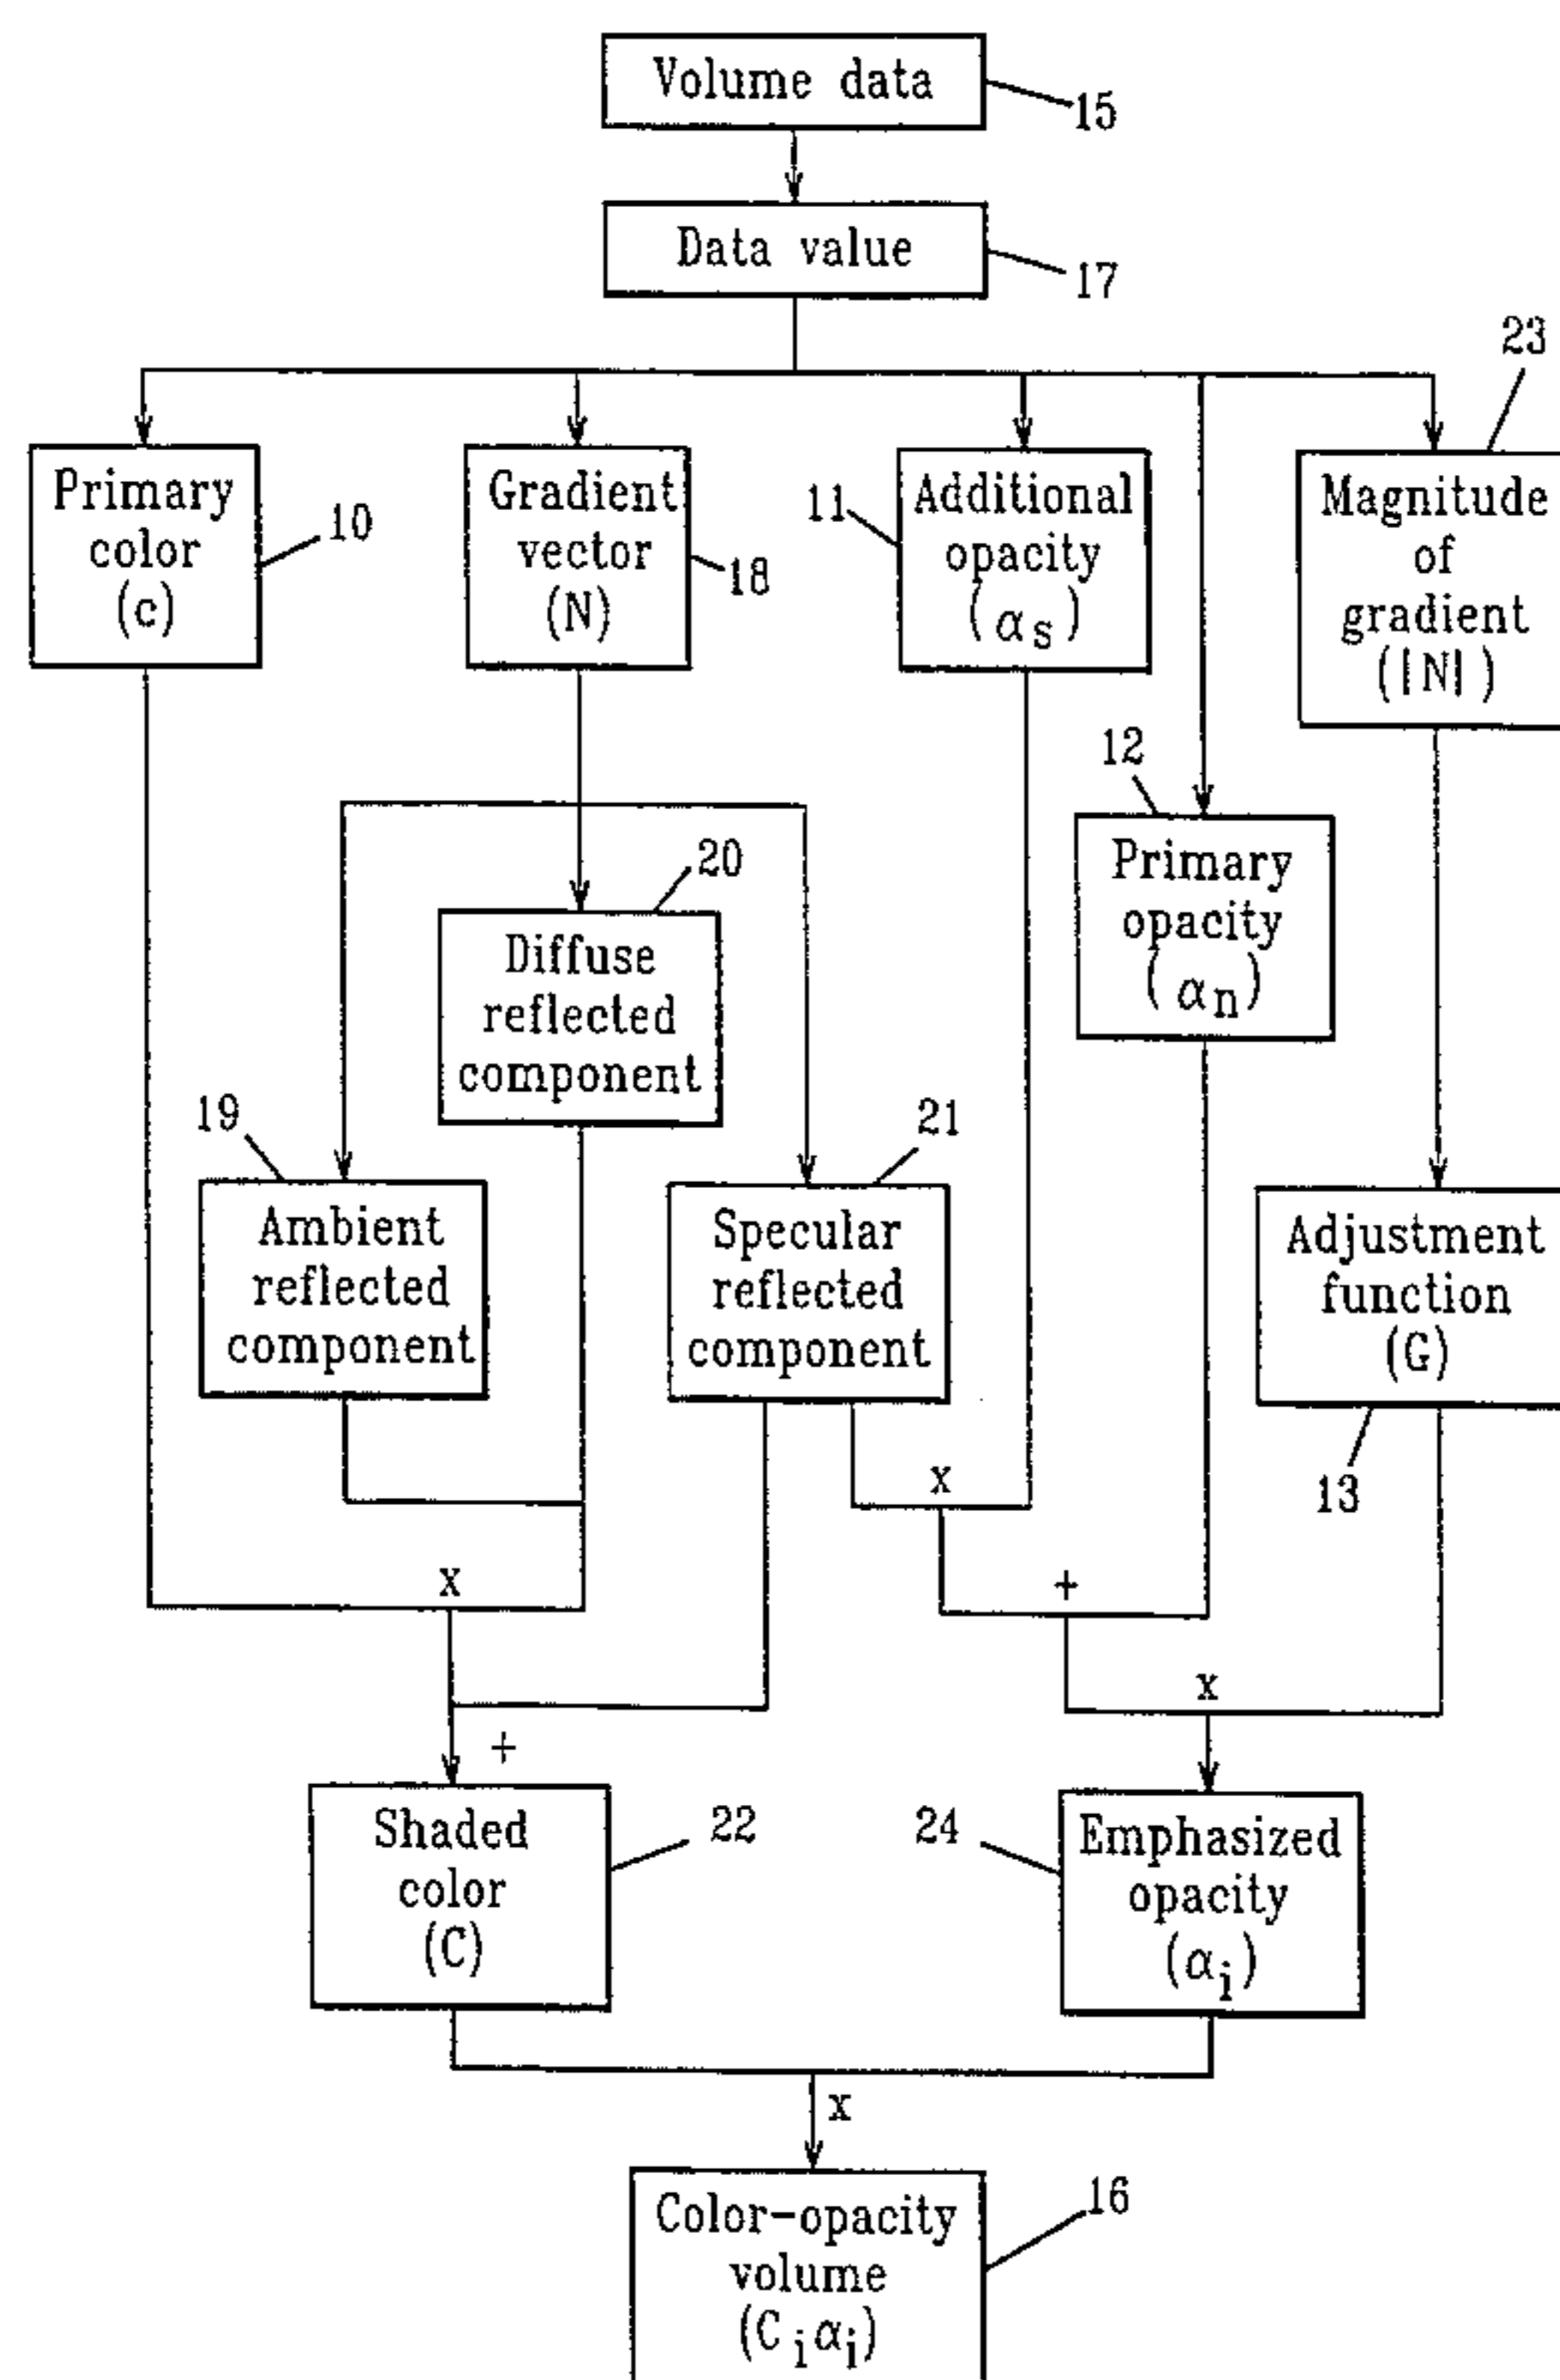 Volume data
15
Data value
17
23
Primary
color
(c)
10
Gradient
vector
(N)
18
11
Additional
opacity
(αs)
Magnitude
of
gradient
(|N|)
12
Primary
opacity
(αn)
20
Diffuse
reflected
component
19
Ambient
reflected
component
21
Specular
reflected
component
Adjustment
function
(G)
13
x
x
+
x
+
Shaded
color
(C)
22
24
Emphasized
opacity
(αi)
x
Color-opacity
volume
(Ciαi)
16